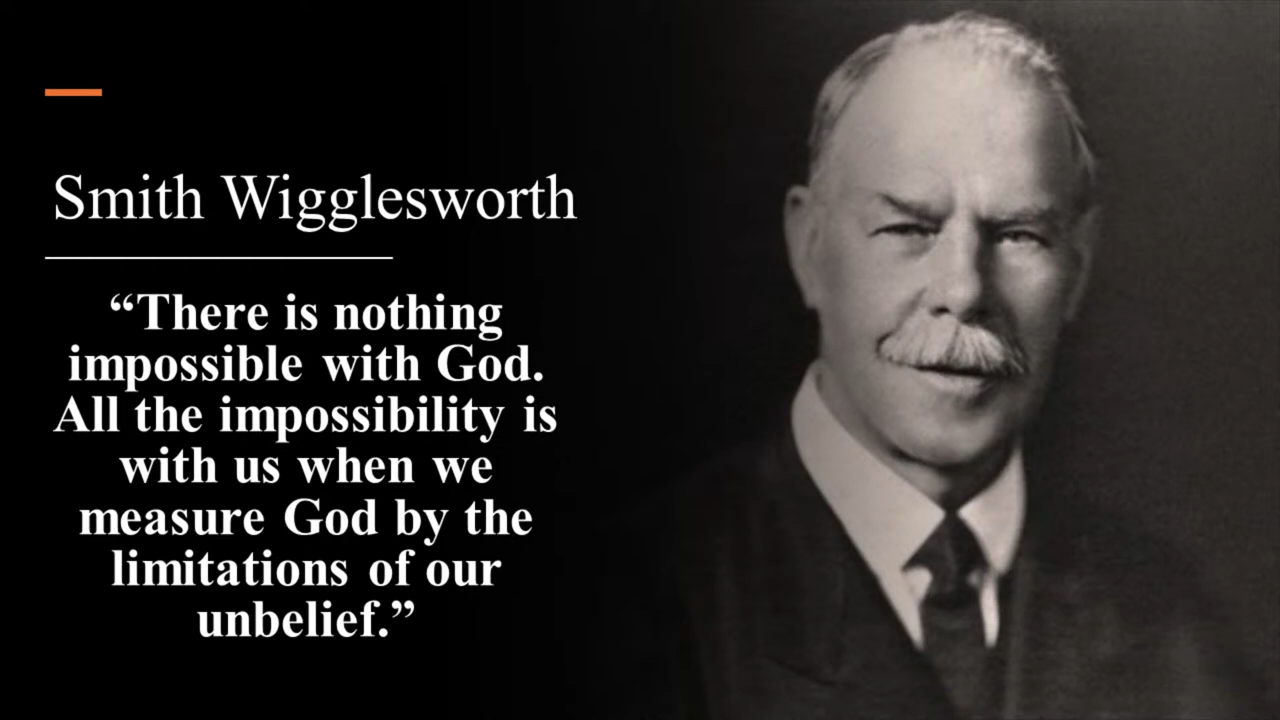 Smith Wigglesworth
“There is nothing
impossible with God.
All the impossibility is
with us when we
measure God by the
limitations of our
unbelief.”